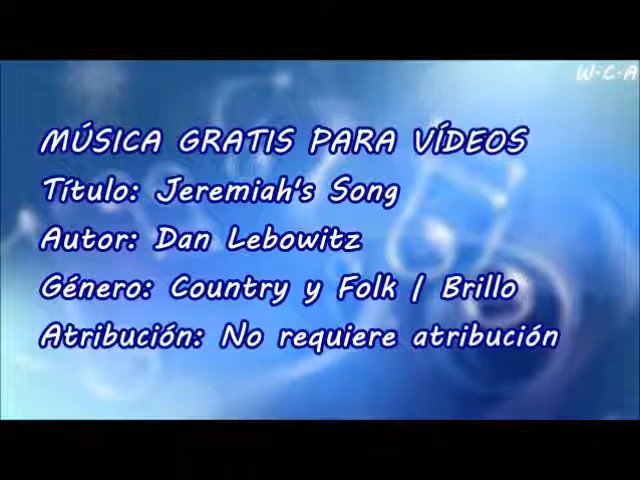 W-C-A
MÚSICA GRATIS PARA VÍDEOS
Título: Jeremiah's Song
Autor: Dan Lebowitz
Género: Country y Folk / Brillo
Atribución: No requiere atribución